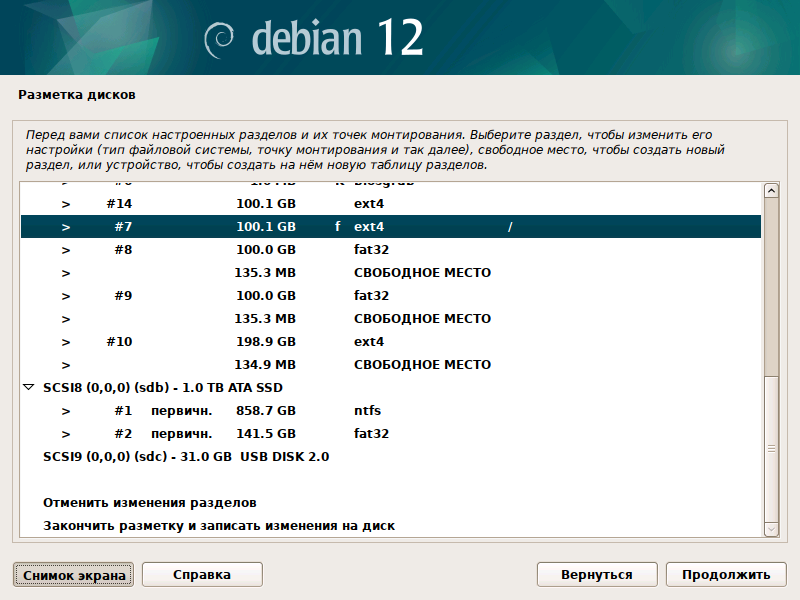 debian 12
Разметка дисков
Перед вами список настроенных разделов и их точек монтирования. Выберите раздел, чтобы изменить его
настройки (тип файловой системы, точку монтирования и так далее), свободное место, чтобы создать новый
раздел, или устройство, чтобы создать на нём новую таблицу разделов.
> #14 100.1 GB ext4
> #7 100.1 GB f ext4 /
> #8 100.0 GB fat32
> 135.3 MB СВОБОДНОЕ МЕСТО
> #9 100.0 GB fat32
> 135.3 MB СВОБОДНОЕ МЕСТО
> #10 198.9 GB ext4
> 134.9 MB СВОБОДНОЕ МЕСТО
SCSI8 (0,0,0) (sdb) - 1.0 TB ATA SSD
> #1 первичн. 858.7 GB ntfs
> #2 первичн. 141.5 GB fat32
SCSI9 (0,0,0) (sdc) - 31.0 GB USB DISK 2.0
Отменить изменения разделов
Закончить разметку и записать изменения на диск
Снимок экрана Справка Вернуться Продолжить